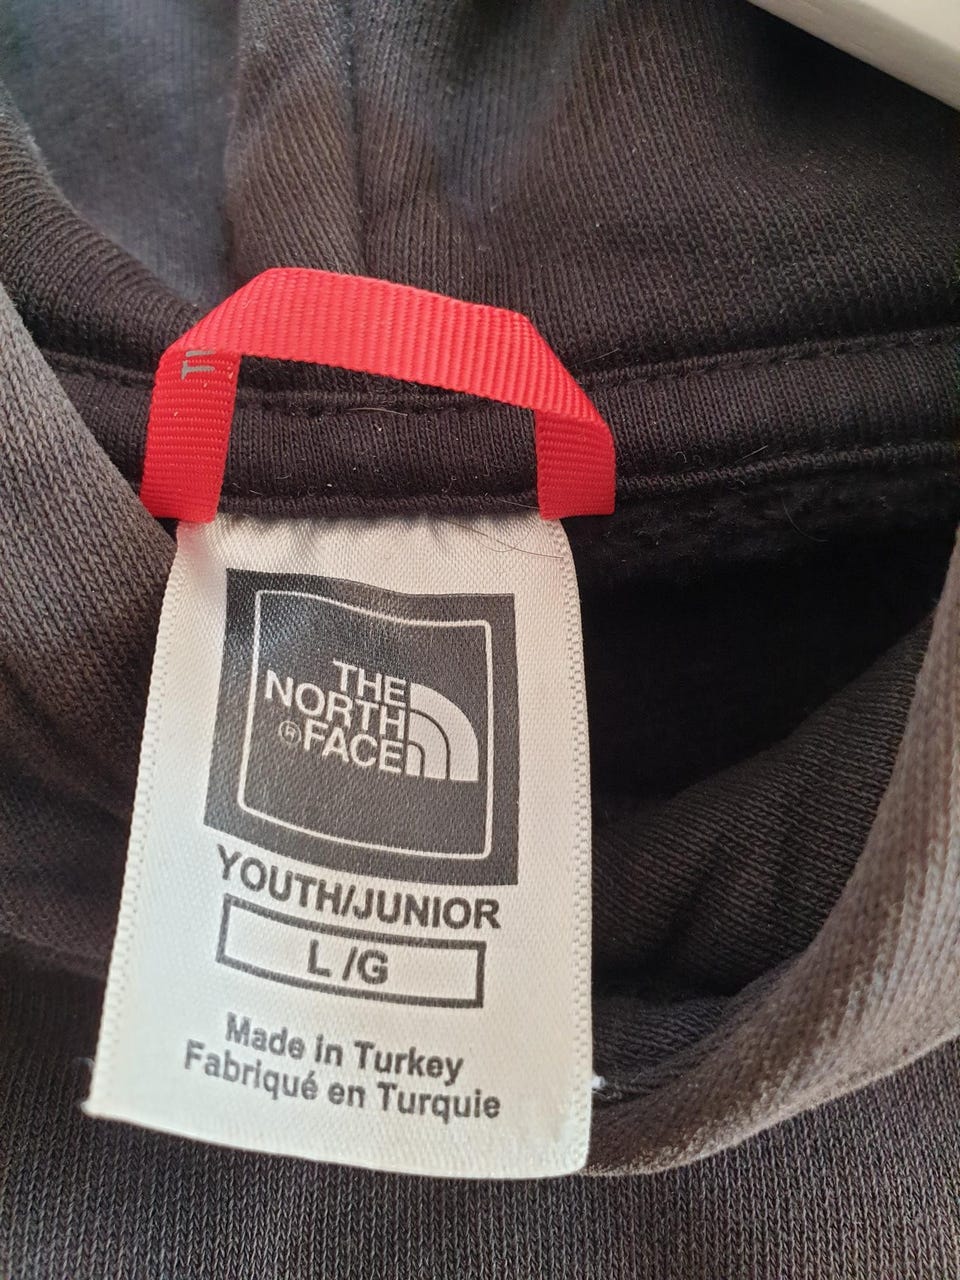 THE
NORTH
® FACE
YOUTH/JUNIOR
L /G
Made in Turkey
Fabriqué en Turquie